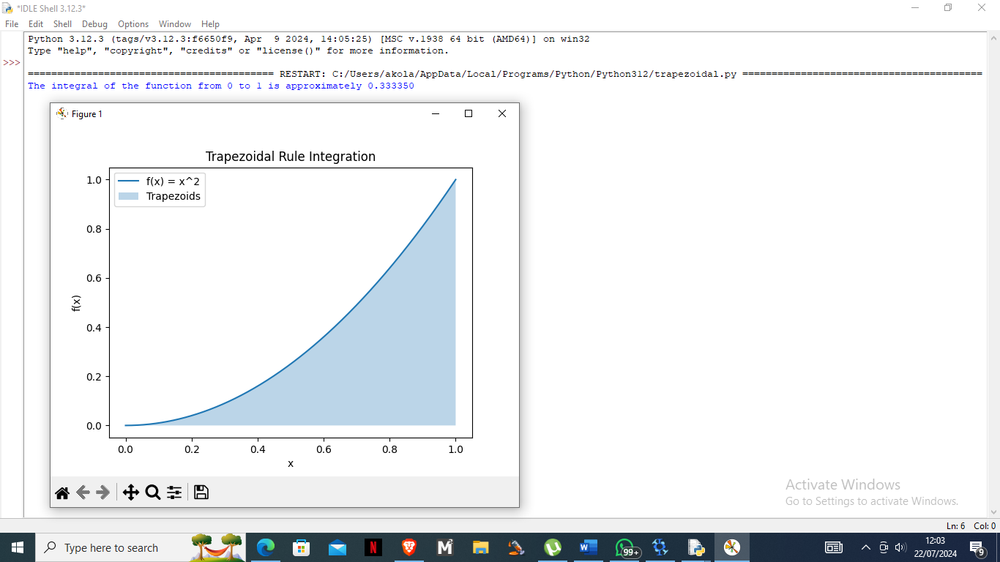 *IDLE Shell 3.12.3*
File Edit Shell Debug Options Window Help
Python 3.12.3 (tags/v3.12.3:f6650f9, Apr  9 2024, 14:05:25) [MSC v.1938 64 bit (AMD64)] on win32
Type "help", "copyright", "credits" or "license()" for more information.
>>>
========================================== RESTART: C:/Users/akola/AppData/Local/Programs/Python/Python312/trapezoidal.py =========================================
The integral of the function from 0 to 1 is approximately 0.333350
Figure 1
Trapezoidal Rule Integration
f(x) = x^2
Trapezoids
1.0
0.8
0.6
0.4
0.2
0.0
f(x)
0.0 0.2 0.4 0.6 0.8 1.0
x
Activate Windows
Go to Settings to activate Windows.
Ln: 6 Col: 0
Type here to search
N
M
W
99+
12:03
22/07/2024
9